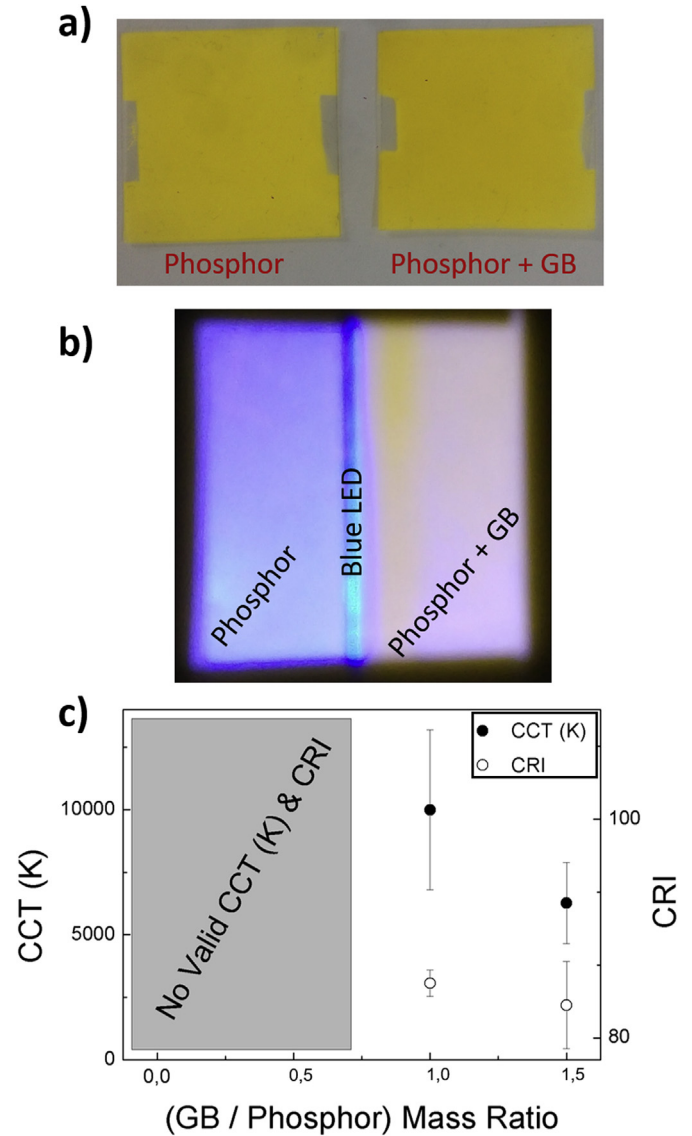 a)
Phosphor
Phosphor + GB
b)
Phosphor
Blue LED
Phosphor + GB
c)
CCT (K)
CRI
No Valid CCT (K) & CRI
10000
5000
0
100
80
CCT (K)
CRI
0,0
0,5
1,0
1,5
(GB / Phosphor) Mass Ratio